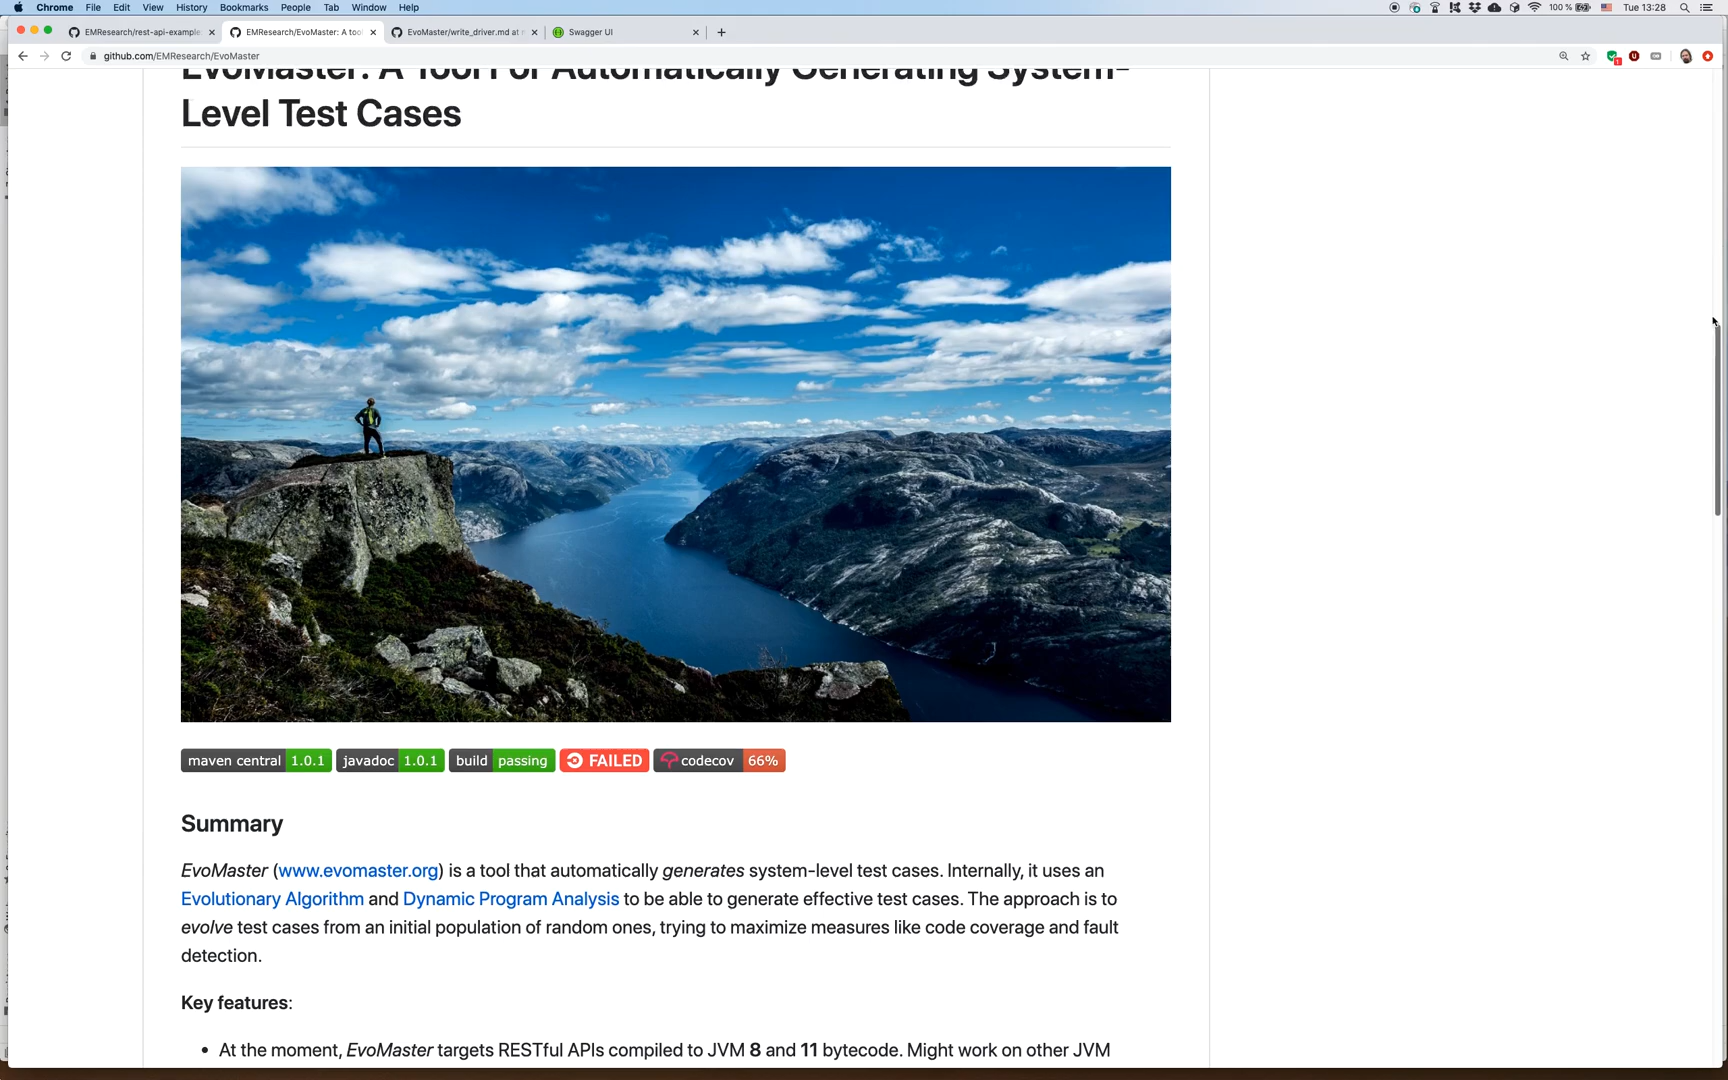 Chrome File Edit View History Bookmarks People Tab Window Help 100 % Tue 13:28
EMResearch/rest-api-example EMResearch/EvoMaster: A too EvoMaster/write_driver.md at Swagger UI
github.com/EMResearch/EvoMaster
EvoMaster: A Tool For Automatically Generating System-
Level Test Cases
maven central 1.0.1 javadoc 1.0.1 build passing FAILED codecov 66%
Summary
EvoMaster (www.evomaster.org) is a tool that automatically generates system-level test cases. Internally, it uses an
Evolutionary Algorithm and Dynamic Program Analysis to be able to generate effective test cases. The approach is to
evolve test cases from an initial population of random ones, trying to maximize measures like code coverage and fault
detection.
Key features:
• At the moment, EvoMaster targets RESTful APIs compiled to JVM 8 and 11 bytecode. Might work on other JVM